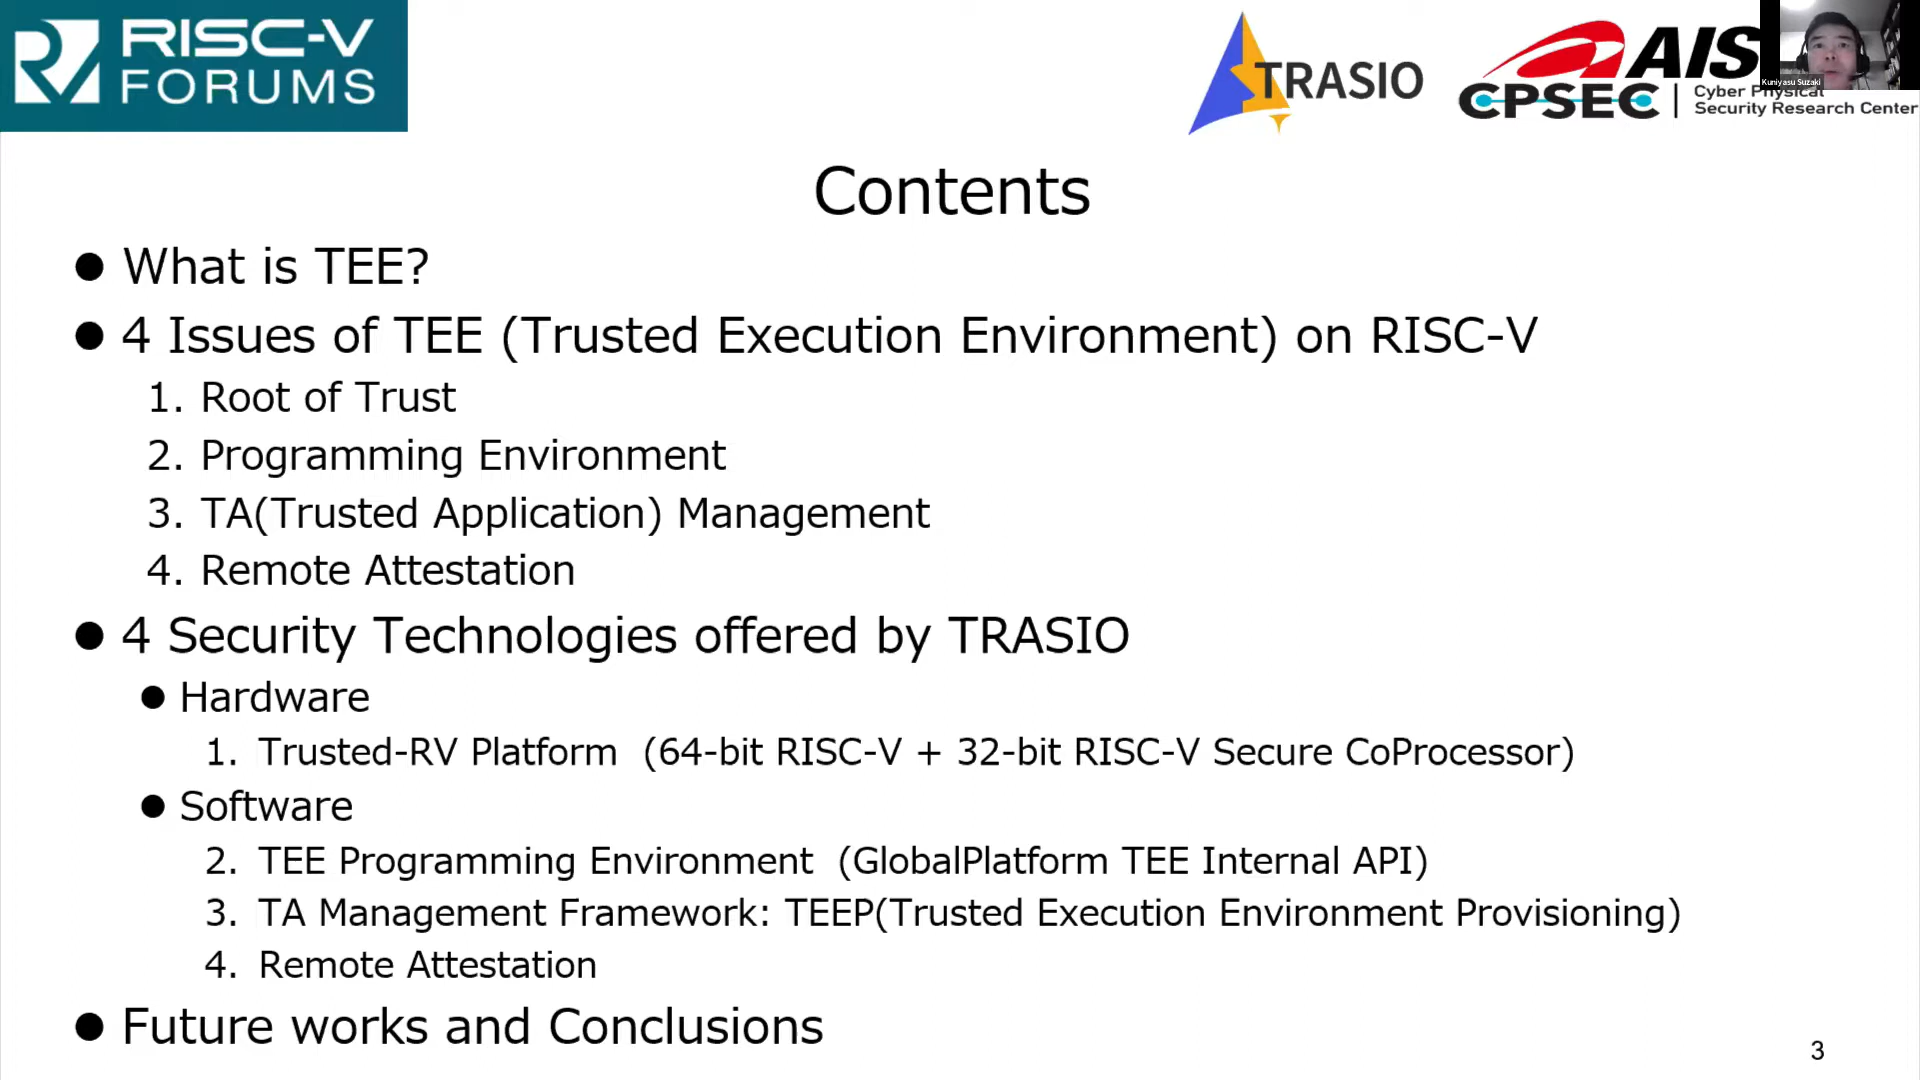 RISC-V
FORUMS
TRASIO
AIS
CPSEC
Cyber Physical
Security Research Center
Kuniyasu Suzaki
Contents
● What is TEE?
● 4 Issues of TEE (Trusted Execution Environment) on RISC-V
1. Root of Trust
2. Programming Environment
3. TA(Trusted Application) Management
4. Remote Attestation
● 4 Security Technologies offered by TRASIO
● Hardware
1. Trusted-RV Platform (64-bit RISC-V + 32-bit RISC-V Secure CoProcessor)
● Software
2. TEE Programming Environment (GlobalPlatform TEE Internal API)
3. TA Management Framework: TEEP(Trusted Execution Environment Provisioning)
4. Remote Attestation
● Future works and Conclusions
3